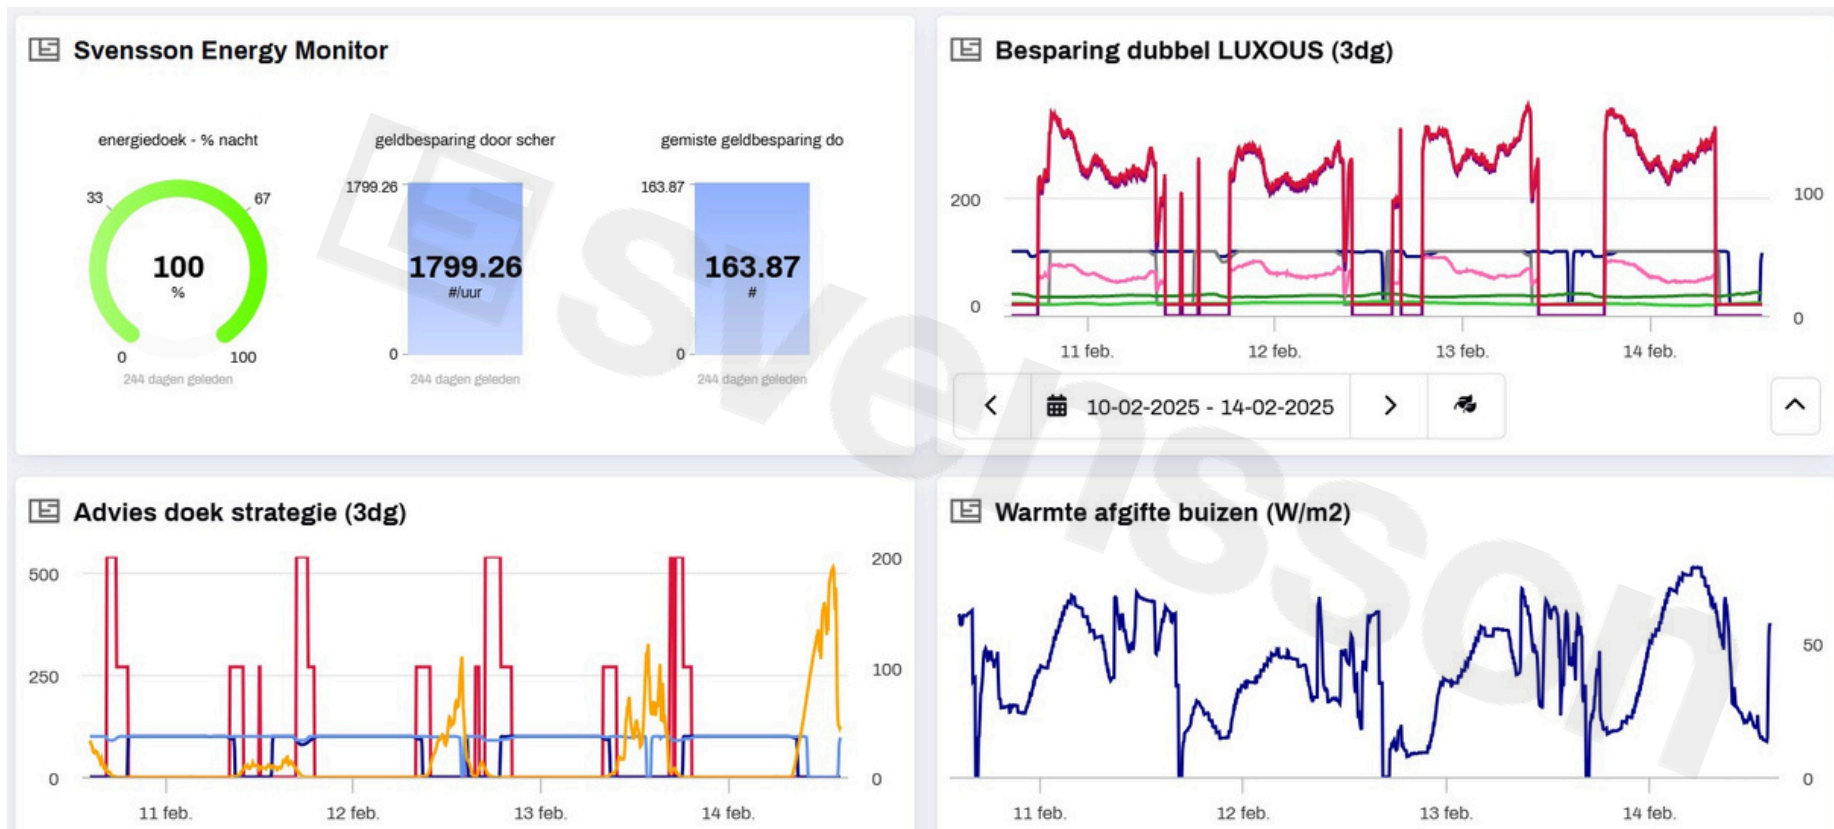 Svensson Energy Monitor
energiedoek - % nacht
33
67
100
%
0
100
244 dagen geleden
geldbesparing door scher
1799.26
1799.26
#/uur
0
244 dagen geleden
gemiste geldbesparing do
163.87
163.87
#
0
244 dagen geleden
Besparing dubbel LUXOUS (3dg)
200
100
0
0
11 feb.
12 feb.
13 feb.
14 feb.
10-02-2025 - 14-02-2025
Advies doek strategie (3dg)
500
200
250
100
0
0
11 feb.
12 feb.
13 feb.
14 feb.
Warmte afgifte buizen (W/m2)
50
0
11 feb.
12 feb.
13 feb.
14 feb.
svensson